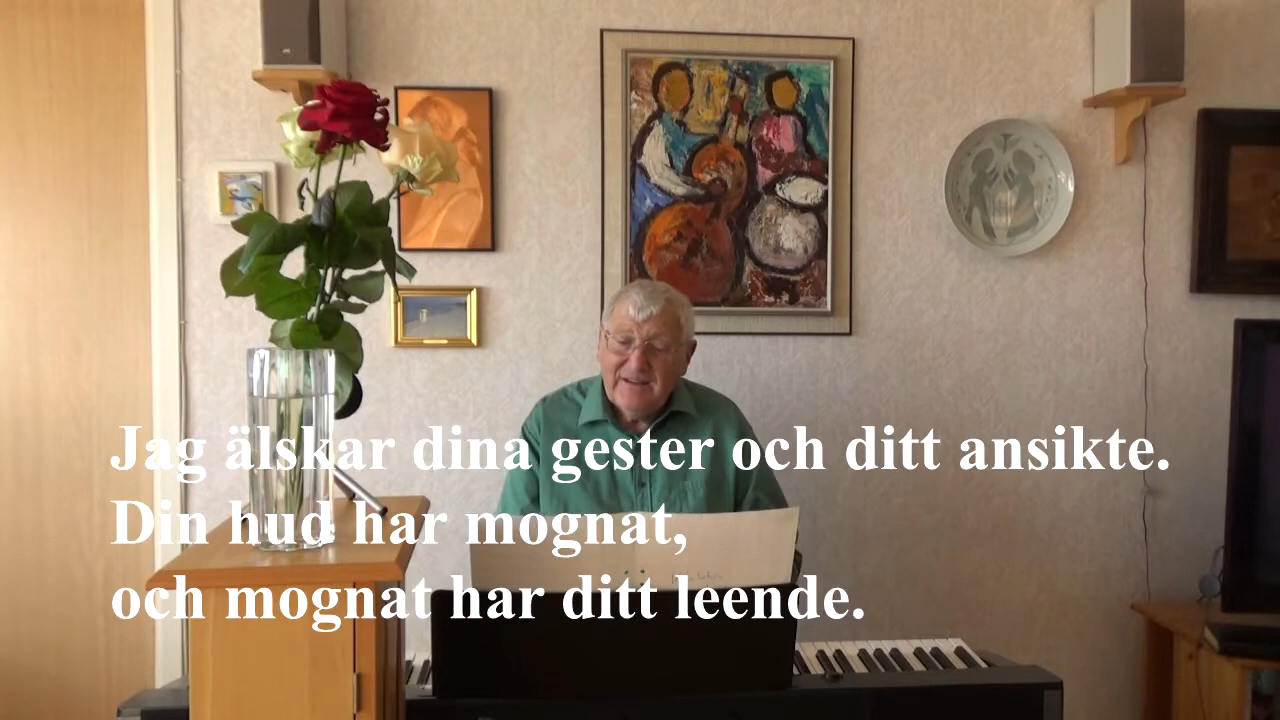 Jag älskar dina gester och ditt ansikte.
Din hud har mognat,
och mognat har ditt leende.